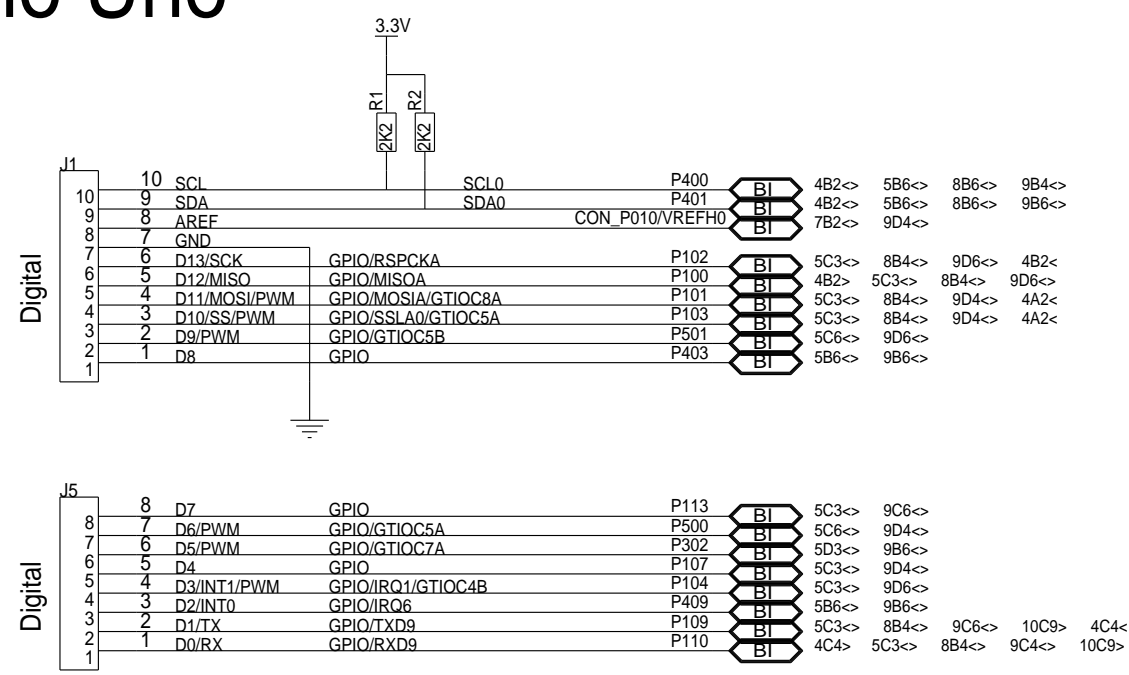 no Uno
3.3V
R1 R2
2K2 2K2
J1
Digital
10 10 SCL SCL0 P400 BI 4B2<> 5B6<> 8B6<> 9B4<>
9 9 SDA SDA0 P401 BI 4B2<> 5B6<> 8B6<> 9B6<>
8 8 AREF CON_P010/VREFH0 BI 7B2<> 9D4<>
7 7 GND
6 6 D13/SCK GPIO/RSPCKA P102 BI 5C3<> 8B4<> 9D6<> 4B2<
5 5 D12/MISO GPIO/MISOA P100 BI 4B2> 5C3<> 8B4<> 9D6<>
4 4 D11/MOSI/PWM GPIO/MOSIA/GTIOC8A P101 BI 5C3<> 8B4<> 9D4<> 4A2<
3 3 D10/SS/PWM GPIO/SSLA0/GTIOC5A P103 BI 5C3<> 8B4<> 9D4<> 4A2<
2 2 D9/PWM GPIO/GTIOC5B P501 BI 5C6<> 9D6<>
1 1 D8 GPIO P403 BI 5B6<> 9B6<>
J5
Digital
8 8 D7 GPIO P113 BI 5C3<> 9C6<>
7 7 D6/PWM GPIO/GTIOC5A P500 BI 5C6<> 9D4<>
6 6 D5/PWM GPIO/GTIOC7A P302 BI 5D3<> 9B6<>
5 5 D4 GPIO P107 BI 5C3<> 9D4<>
4 4 D3/INT1/PWM GPIO/IRQ1/GTIOC4B P104 BI 5C3<> 9D6<>
3 3 D2/INT0 GPIO/IRQ6 P409 BI 5B6<> 9B6<>
2 2 D1/TX GPIO/TXD9 P109 BI 5C3<> 8B4<> 9C6<> 10C9> 4C4<
1 1 D0/RX GPIO/RXD9 P110 BI 4C4> 5C3<> 8B4<> 9C4<> 10C9>